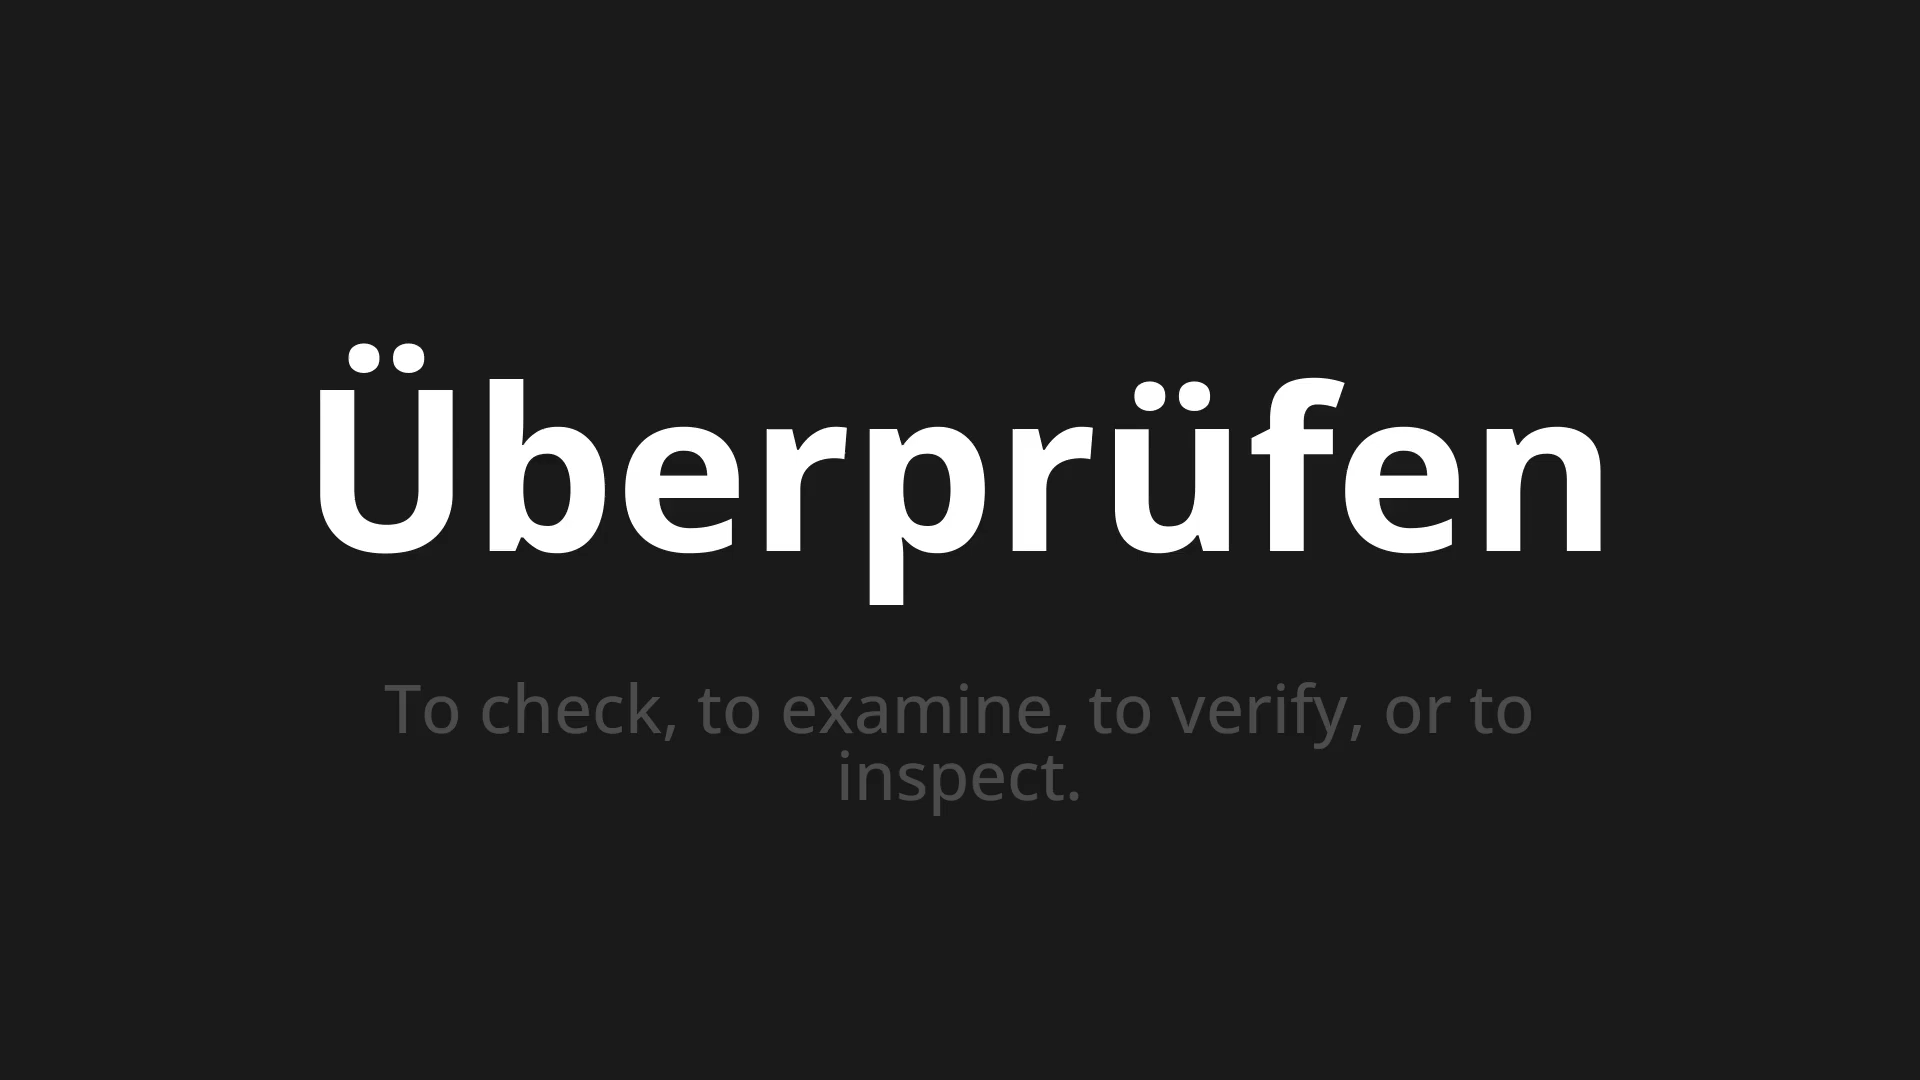 Überprüfen
To check, to examine, to verify, or to
inspect.